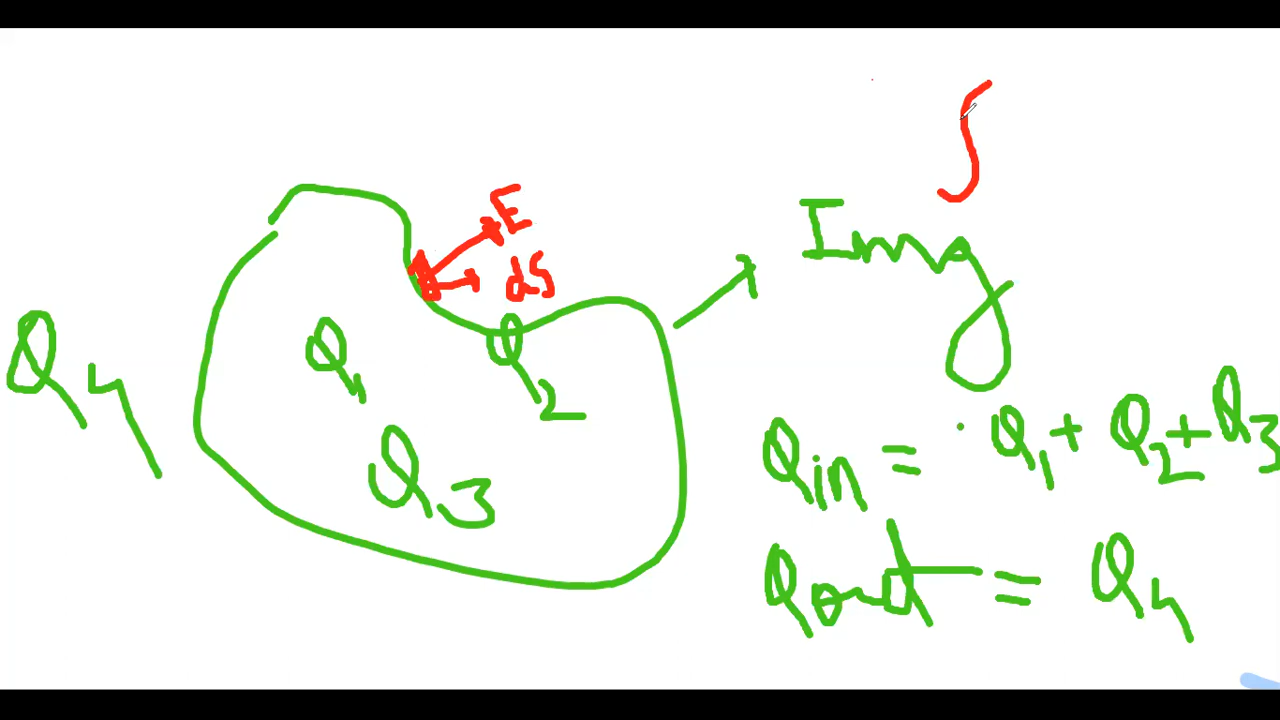 ∫
E
dS
Img
Q1
Q2
Q3
Q4
Qin = Q1 + Q2 + Q3
Qout = Q4